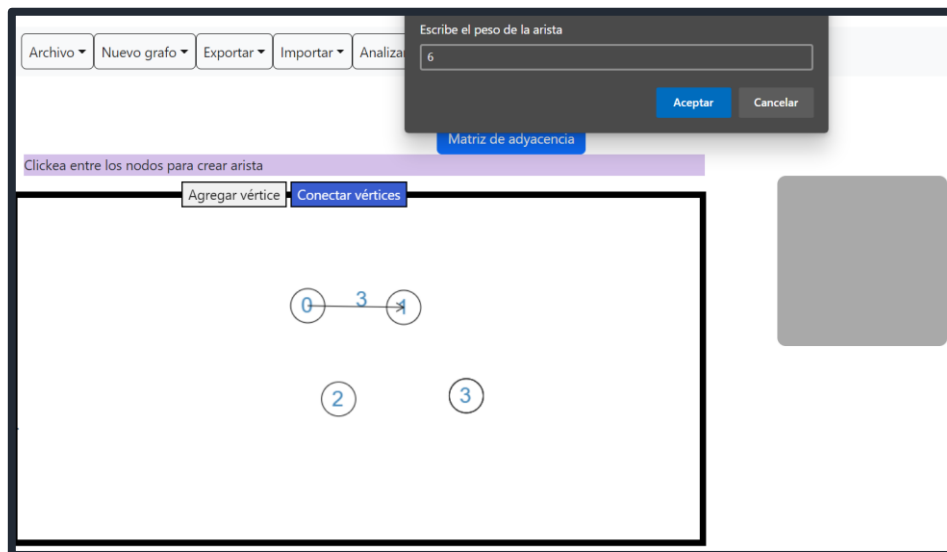 Escribe el peso de la arista
Archivo Nuevo grafo Exportar Importar Analizar
6
Aceptar Cancelar
Matriz de adyacencia
Clickea entre los nodos para crear arista
Agregar vértice Conectar vértices
0 3 1
2 3